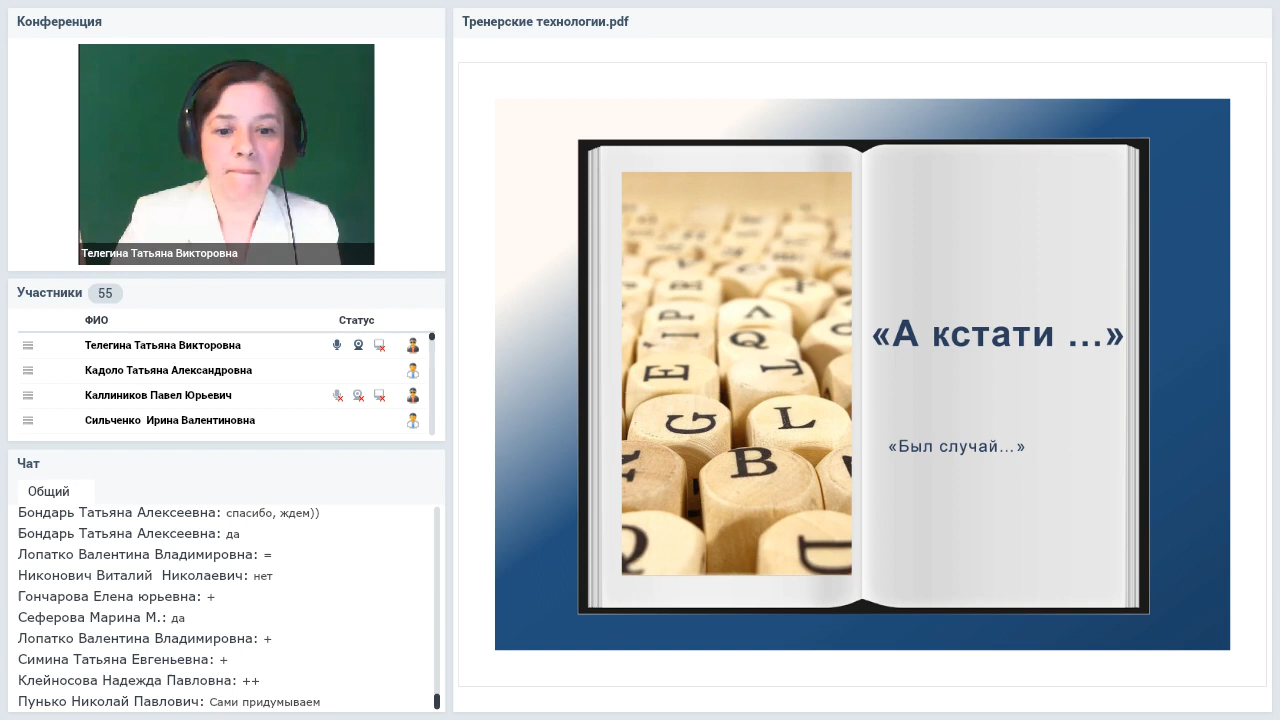 Конференция
Телегина Татьяна Викторовна
Участники 55
ФИО Статус
Телегина Татьяна Викторовна
Кадоло Татьяна Александровна
Каллиников Павел Юрьевич
Сильченко Ирина Валентиновна
Чат
Общий
Бондарь Татьяна Алексеевна: спасибо, ждем))
Бондарь Татьяна Алексеевна: да
Лопатко Валентина Владимировна: =
Никонович Виталий Николаевич: нет
Гончарова Елена юрьевна: +
Сеферова Марина М.: да
Лопатко Валентина Владимировна: +
Симина Татьяна Евгеньевна: +
Клейносова Надежда Павловна: ++
Пунько Николай Павлович: Сами придумываем
Тренерские технологии.pdf
«А кстати ...»
«Был случай...»
E I P V
Q
E L
G L
B
Q D